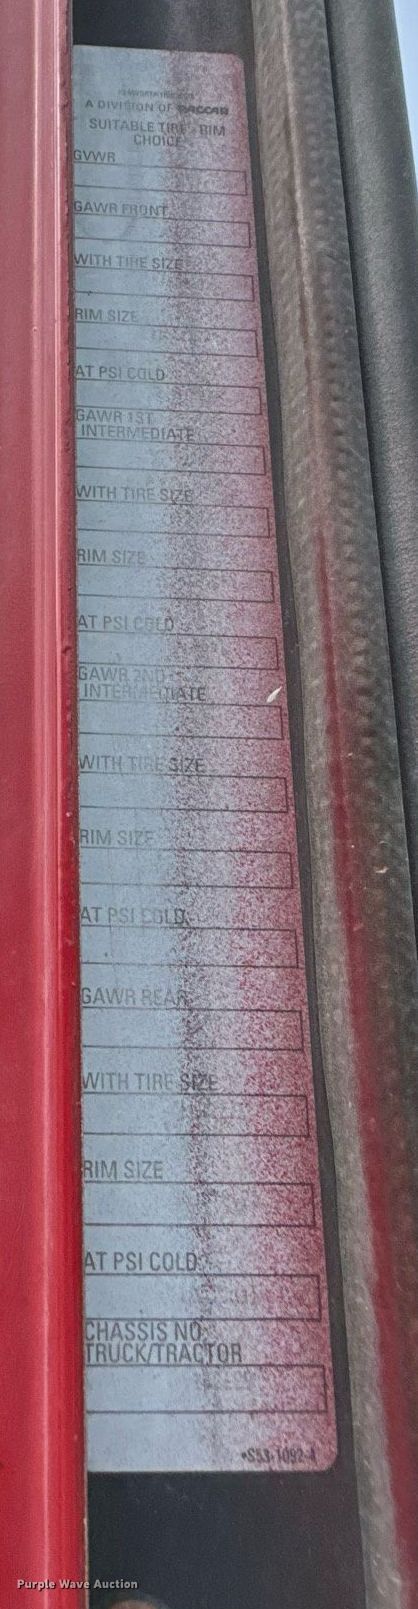 A DIVISION OF PACCAR
SUITABLE TIRE - RIM
CHOICE
GVWR
GAWR FRONT
WITH TIRE SIZE
RIM SIZE
AT PSI COLD
GAWR 1ST
INTERMEDIATE
WITH TIRE SIZE
RIM SIZE
AT PSI COLD
GAWR 2ND
INTERMEDIATE
WITH TIRE SIZE
RIM SIZE
AT PSI COLD
GAWR REAR
WITH TIRE SIZE
RIM SIZE
AT PSI COLD
CHASSIS NO.
TRUCK/TRACTOR
•S53-1092-A
Purple Wave Auction